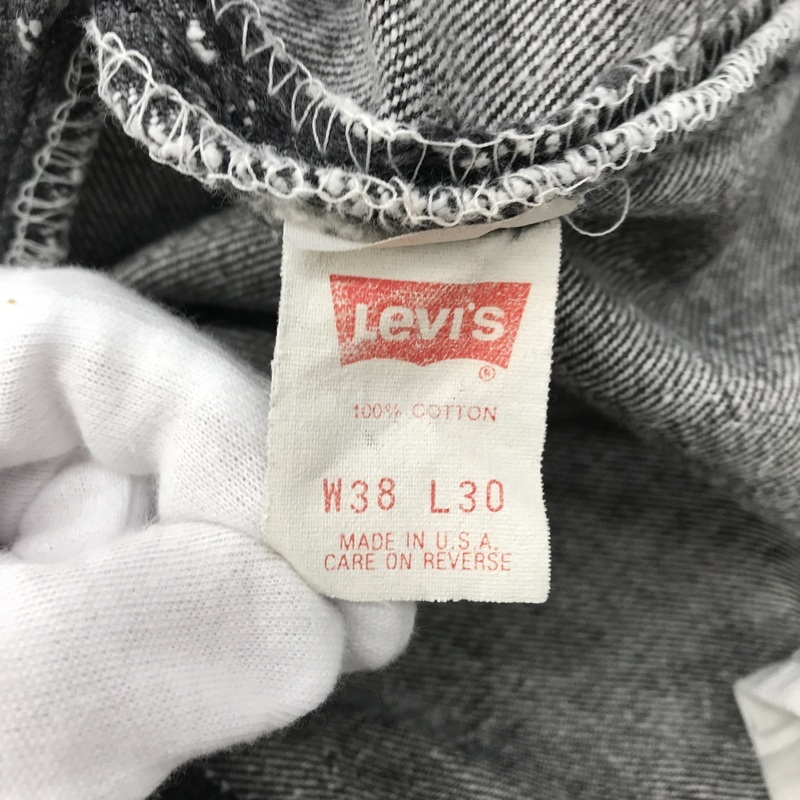 Levi's
®
100% COTTON
W38 L30
MADE IN U.S.A.
CARE ON REVERSE